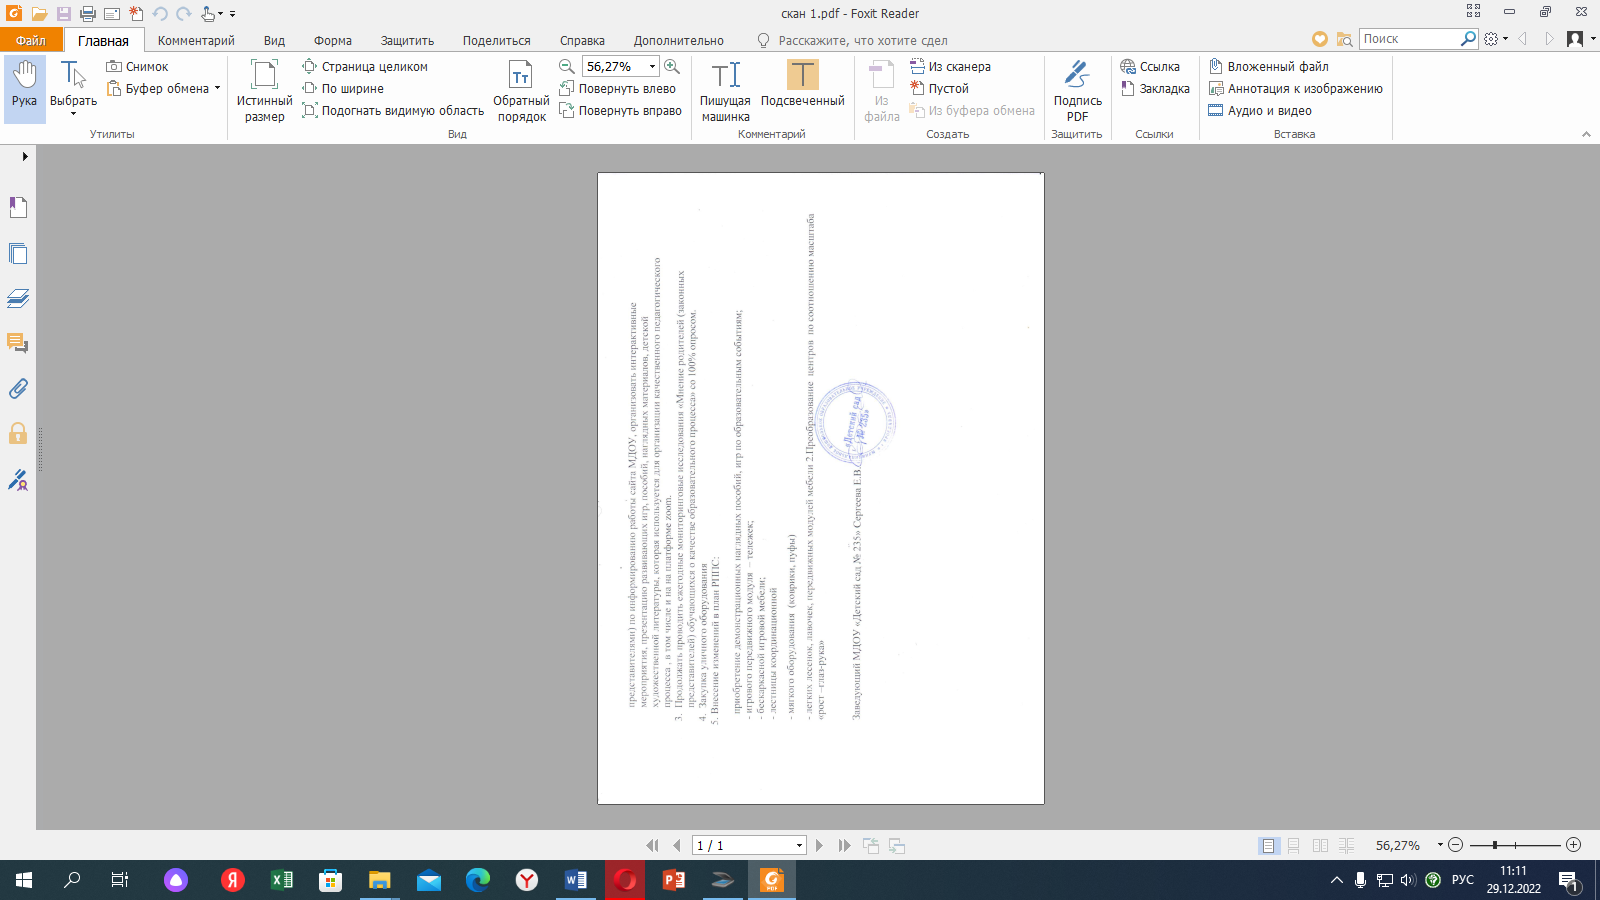 скан 1.pdf - Foxit Reader
Файл Главная Комментарий Вид Форма Защитить Поделиться Справка Дополнительно Расскажите, что хотите сдел Поиск
Рука
Выбрать
Снимок
Буфер обмена
Утилиты
Истинный размер
Страница целиком
По ширине
Подогнать видимую область
Обратный порядок
56,27%
Повернуть влево
Повернуть вправо
Вид
Пишущая машинка
Подсвеченный
Комментарий
Из файла
Из сканера
Пустой
Из буфера обмена
Создать
Подпись PDF
Защитить
Ссылка
Закладка
Ссылки
Вложенный файл
Аннотация к изображению
Аудио и видео
Вставка
представителями) по информированию работы сайта МДОУ, организовать интерактивные
мероприятия, презентацию развивающих игр, пособий, наглядных материалов, детской
художественной литературы, которая используется для организации качественного педагогического
процесса , в том числе и на платформе zoom.
3. Продолжать проводить ежегодные мониторинговые исследования «Мнение родителей (законных
представителей) обучающихся о качестве образовательного процесса» со 100% опросом.
4. Закупка уличного оборудования
5. Внесение изменений в план РППС:
приобретение демонстрационных наглядных пособий, игр по образовательным событиям;
- игрового передвижного модуля – тележек;
- бескаркасной игровой мебели;
- лестницы координационной
- мягкого оборудования (коврики, пуфы)
- легких лесенок, лавочек, передвижных модулей мебели 2.Преобразование центров по соотношению масштаба
«рост –глаз-рука»
Заведующий МДОУ «Детский сад № 235» Сергеева Е.В.
«Детский сад
№ 235»
1 / 1
56,27%
РУС
11:11
29.12.2022
1